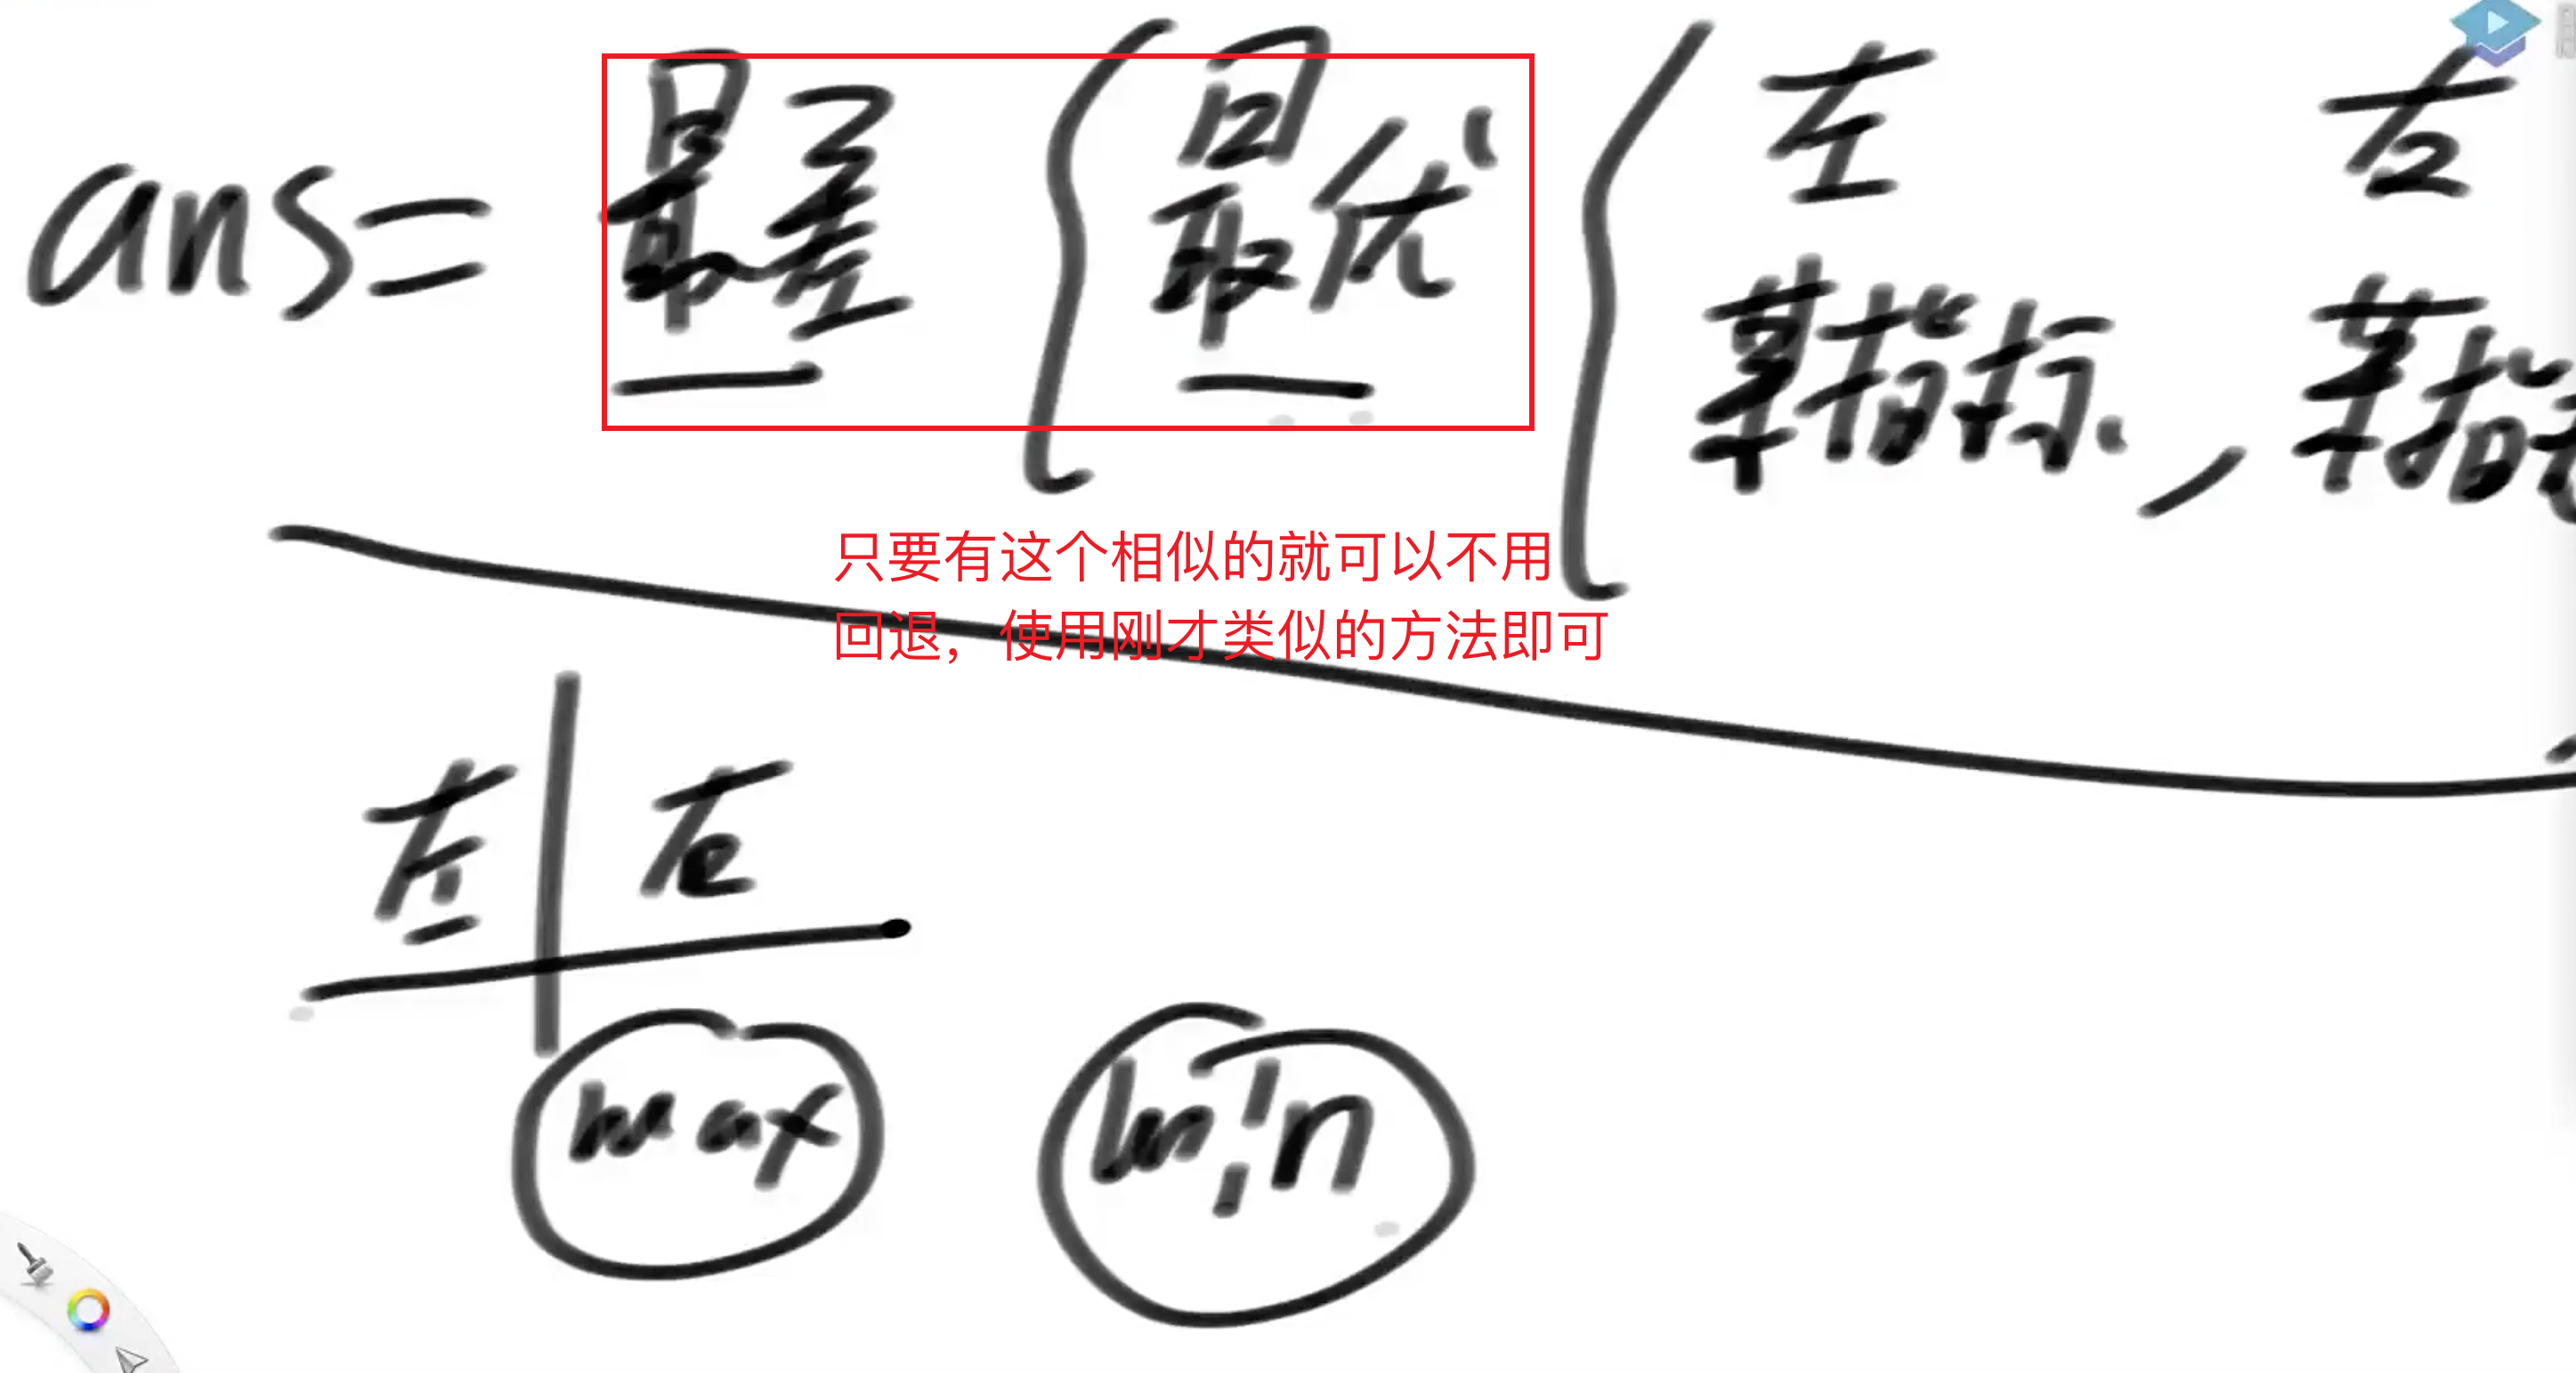 ans= 最差 { 最优 { 左 右
某指标, 某指
只要有这个相似的就可以不用
回退，使用刚才类似的方法即可
左 右
max min